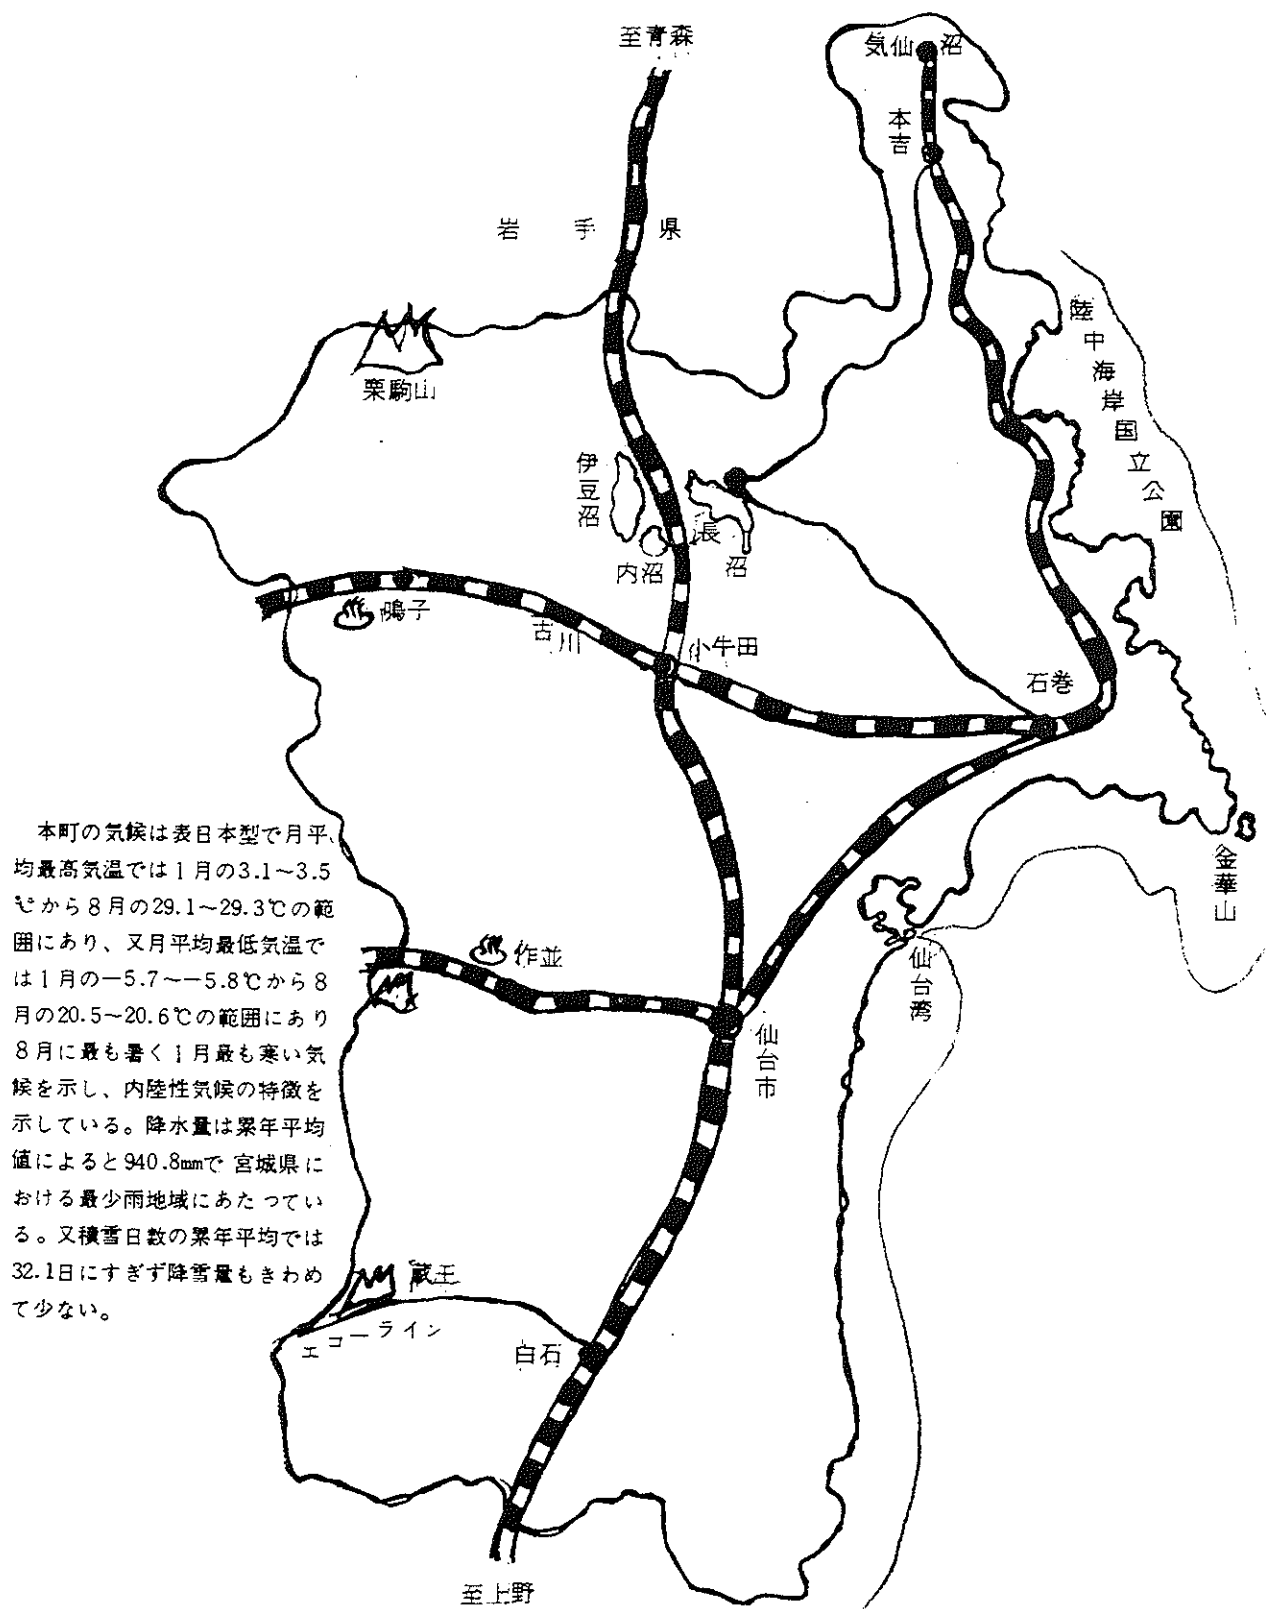 至青森
気仙沼
本吉
岩手県
陸中海岸国立公園
栗駒山
伊豆沼
長沼
内沼
鳴子
古川
小牛田
石巻
金華山
本町の気候は表日本型で月平
均最高気温では1月の3.1〜3.5
℃から8月の29.1〜29.3℃の範
囲にあり、又月平均最低気温で
は1月の−5.7〜−5.8℃から8
月の20.5〜20.6℃の範囲にあり
8月に最も暑く1月最も寒い気
候を示し、内陸性気候の特徴を
示している。降水量は累年平均
値によると940.8mmで宮城県に
おける最少雨地域にあたってい
る。又積雪日数の累年平均では
32.1日にすぎず降雪量もきわめ
て少ない。
作並
仙台湾
仙台市
蔵王
エコーライン
白石
至上野